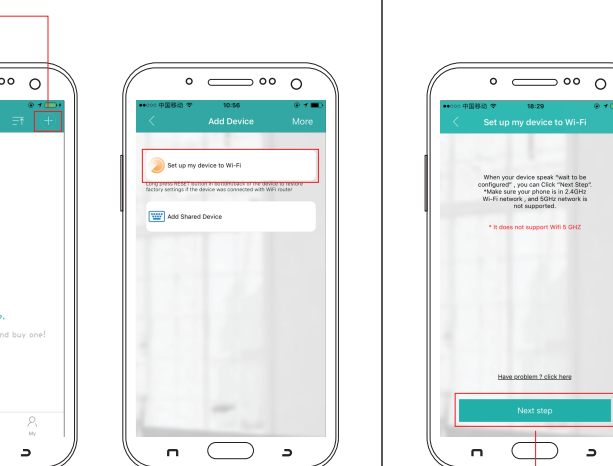 nd buy one!
My
中国移动
10:56
Add Device
More
Set up my device to Wi-Fi
Long press RESET button in bottom/back of the device to restore
factory settings if the device was connected with WiFi router
Add Shared Device
中国移动
18:29
Set up my device to Wi-Fi
When your device speak "wait to be
configured" , you can Click "Next Step".
*Make sure your phone is in 2.4GHz
Wi-Fi network , and 5GHz network is
not supported.
* It does not support Wifi 5 GHZ
Have problem ? click here
Next step